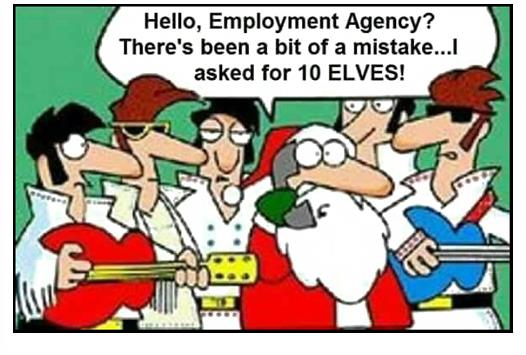 Hello, Employment Agency?
There's been a bit of a mistake...I
asked for 10 ELVES!